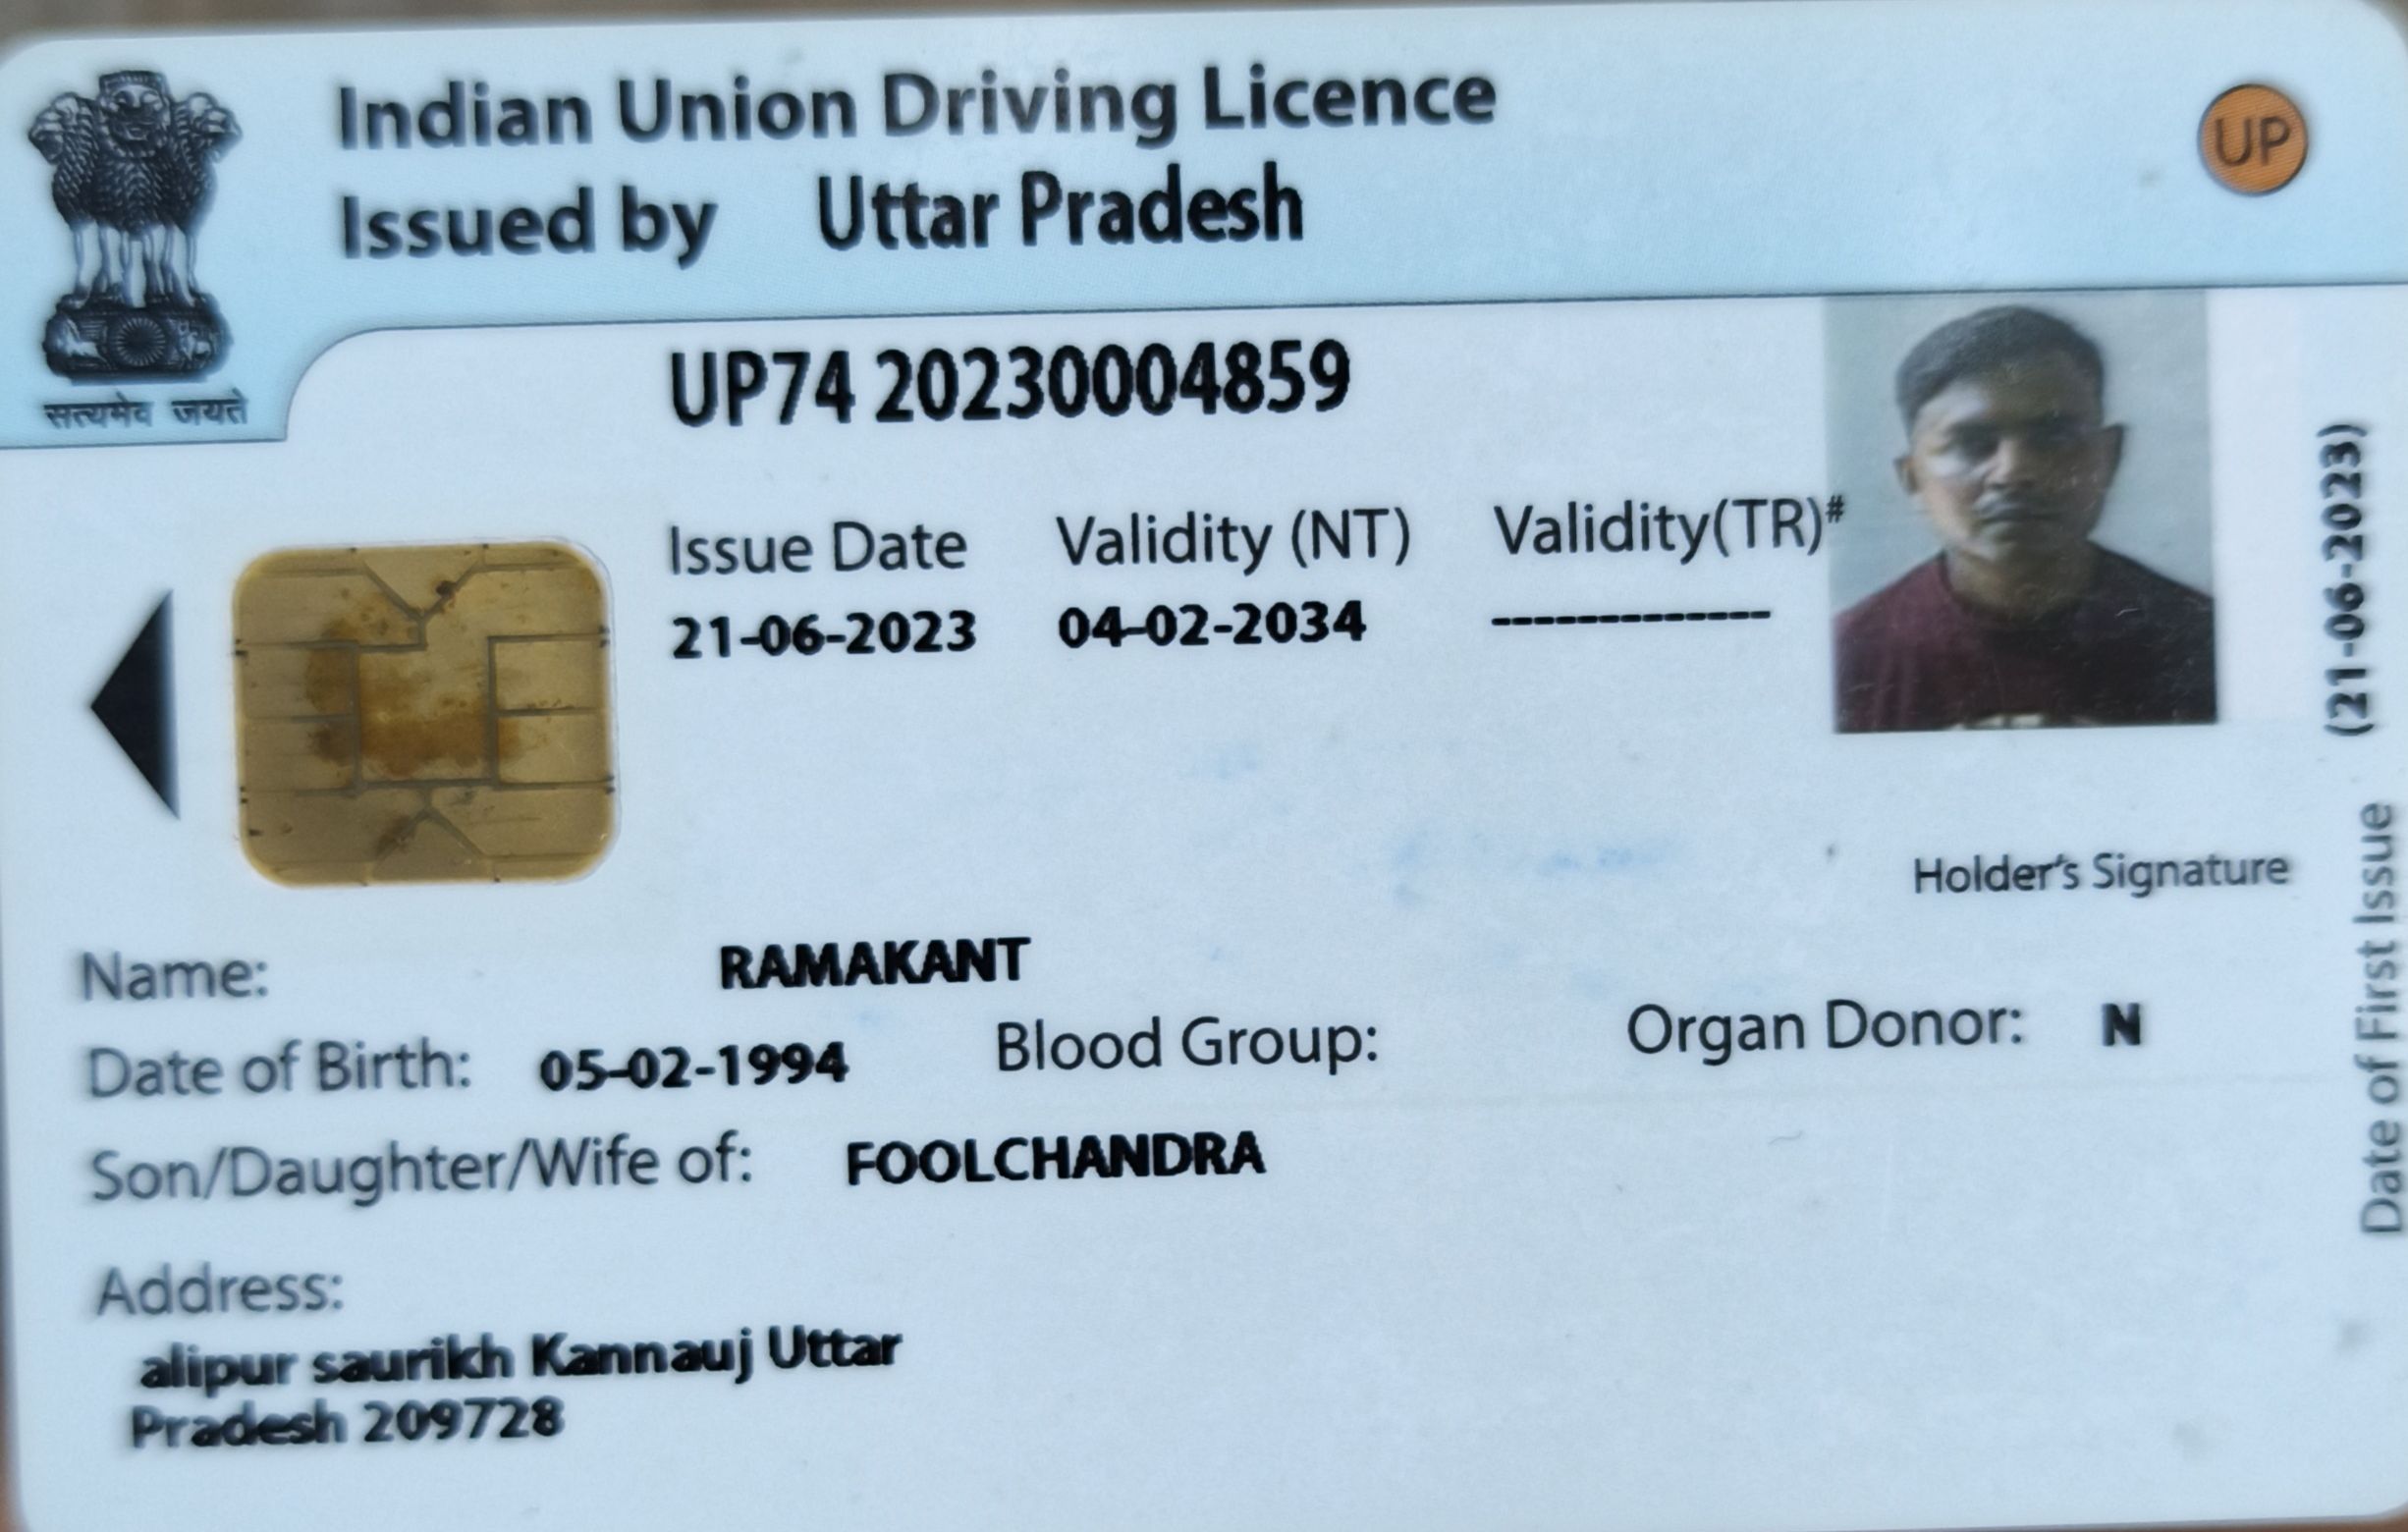 Indian Union Driving Licence
Issued by Uttar Pradesh
UP
सत्यमेव जयते
UP74 20230004859
Issue Date Validity (NT) Validity(TR)#
21-06-2023 04-02-2034 -------------
Holder's Signature
Date of First Issue (21-06-2023)
Name: RAMAKANT
Date of Birth: 05-02-1994 Blood Group: Organ Donor: N
Son/Daughter/Wife of: FOOLCHANDRA
Address:
alipur saurikh Kannauj Uttar
Pradesh 209728